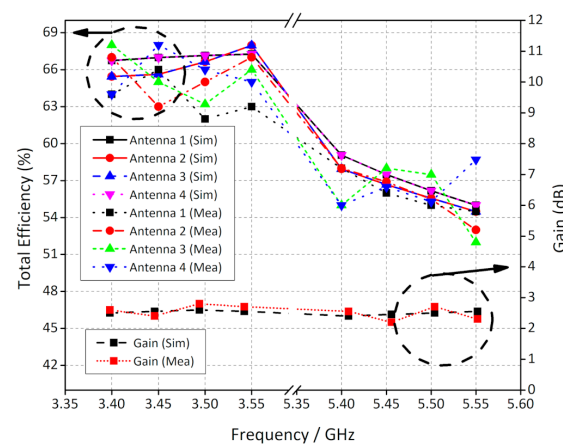 69
66
63
60
57
54
51
48
45
42
Total Efficiency (%)
Antenna 1 (Sim)
Antenna 2 (Sim)
Antenna 3 (Sim)
Antenna 4 (Sim)
Antenna 1 (Mea)
Antenna 2 (Mea)
Antenna 3 (Mea)
Antenna 4 (Mea)
Gain (Sim)
Gain (Mea)
12
11
10
9
8
7
6
5
4
3
2
1
0
Gain (dB)
3.35 3.40 3.45 3.50 3.55 5.35 5.40 5.45 5.50 5.55 5.60
Frequency / GHz